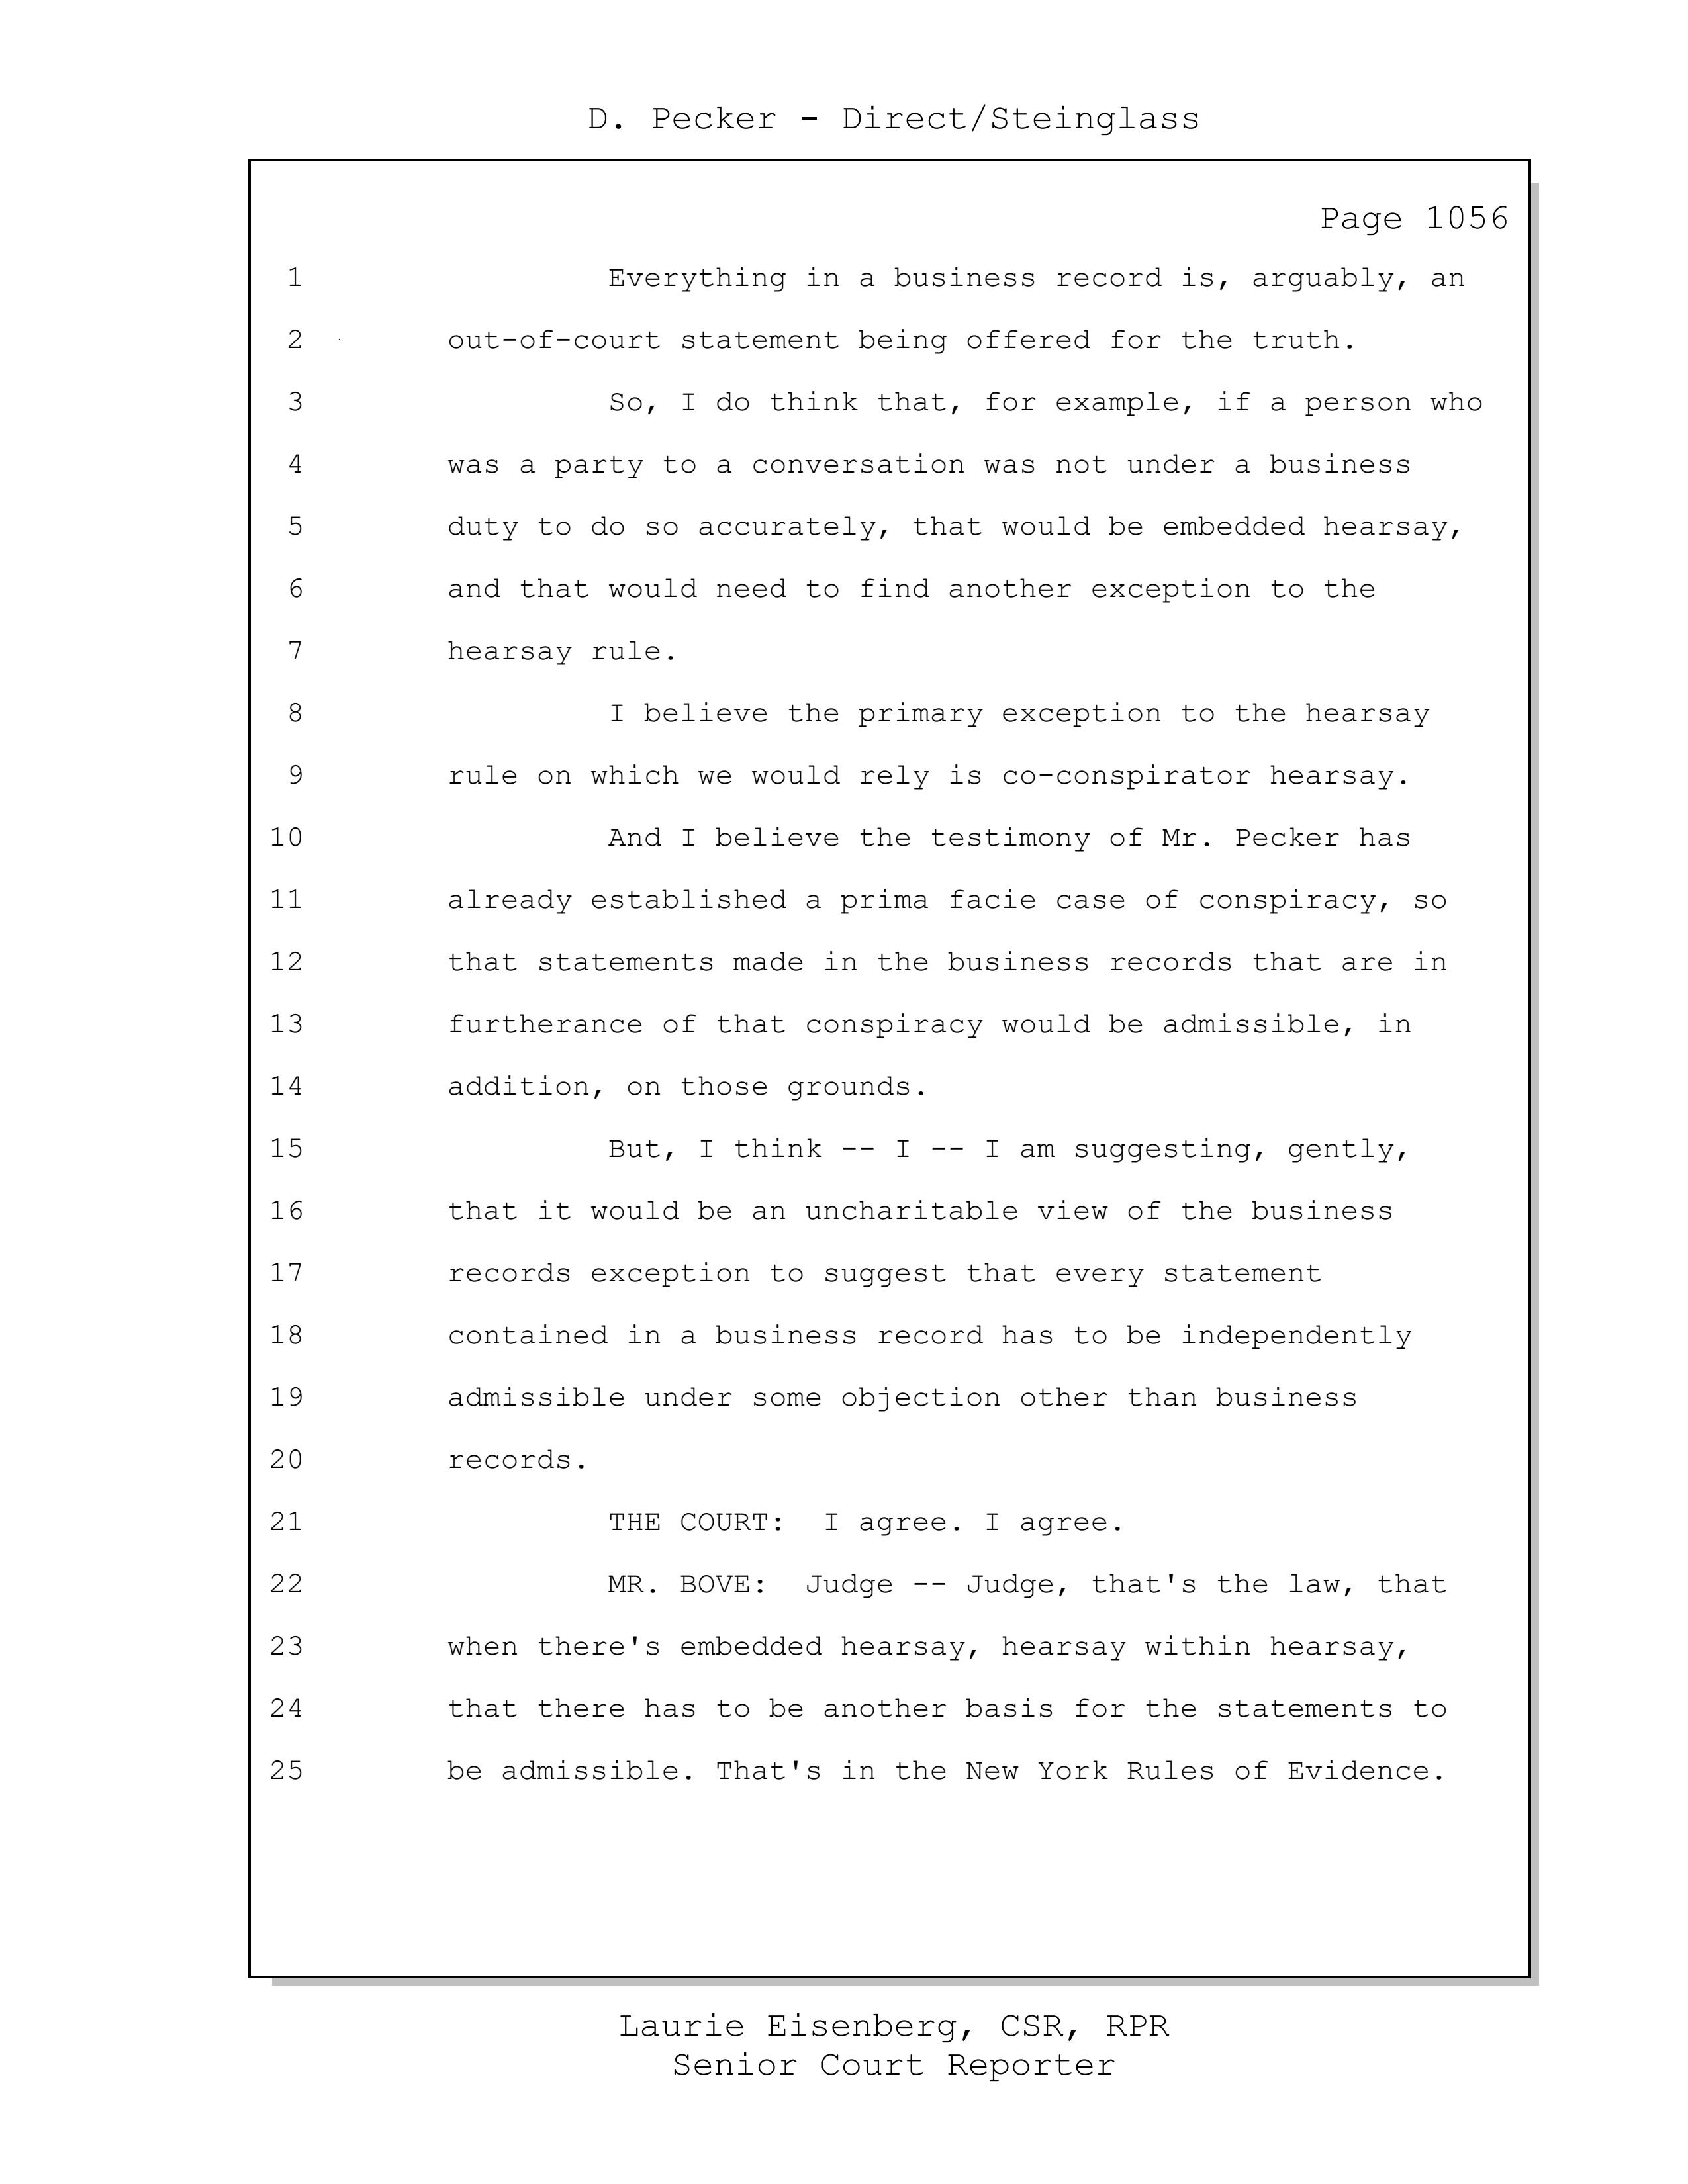 D. Pecker - Direct/Steinglass
Page 1056
1 Everything in a business record is, arguably, an
2 out-of-court statement being offered for the truth.
3 So, I do think that, for example, if a person who
4 was a party to a conversation was not under a business
5 duty to do so accurately, that would be embedded hearsay,
6 and that would need to find another exception to the
7 hearsay rule.
8 I believe the primary exception to the hearsay
9 rule on which we would rely is co-conspirator hearsay.
10 And I believe the testimony of Mr. Pecker has
11 already established a prima facie case of conspiracy, so
12 that statements made in the business records that are in
13 furtherance of that conspiracy would be admissible, in
14 addition, on those grounds.
15 But, I think -- I -- I am suggesting, gently,
16 that it would be an uncharitable view of the business
17 records exception to suggest that every statement
18 contained in a business record has to be independently
19 admissible under some objection other than business
20 records.
21 THE COURT: I agree. I agree.
22 MR. BOVE: Judge -- Judge, that's the law, that
23 when there's embedded hearsay, hearsay within hearsay,
24 that there has to be another basis for the statements to
25 be admissible. That's in the New York Rules of Evidence.
Laurie Eisenberg, CSR, RPR
Senior Court Reporter